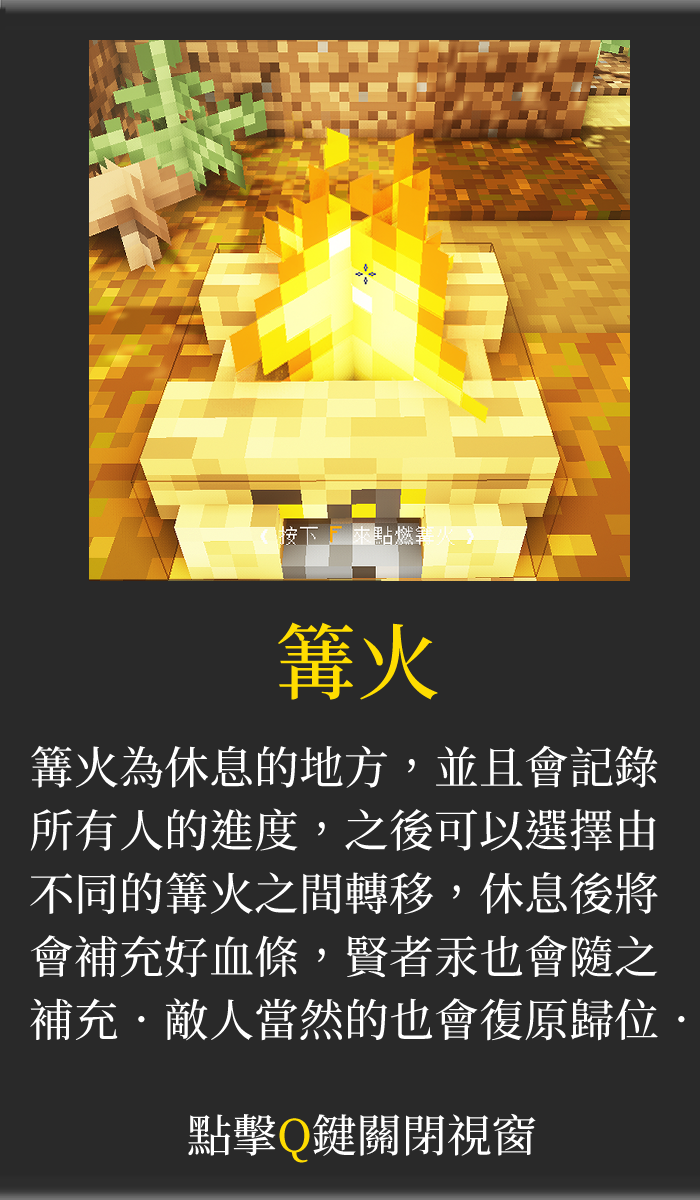 < 按下 F 來點燃篝火 >
篝火
篝火為休息的地方，並且會記錄
所有人的進度，之後可以選擇由
不同的篝火之間轉移，休息後將
會補充好血條，賢者汞也會隨之
補充．敵人當然的也會復原歸位．
點擊Q鍵關閉視窗